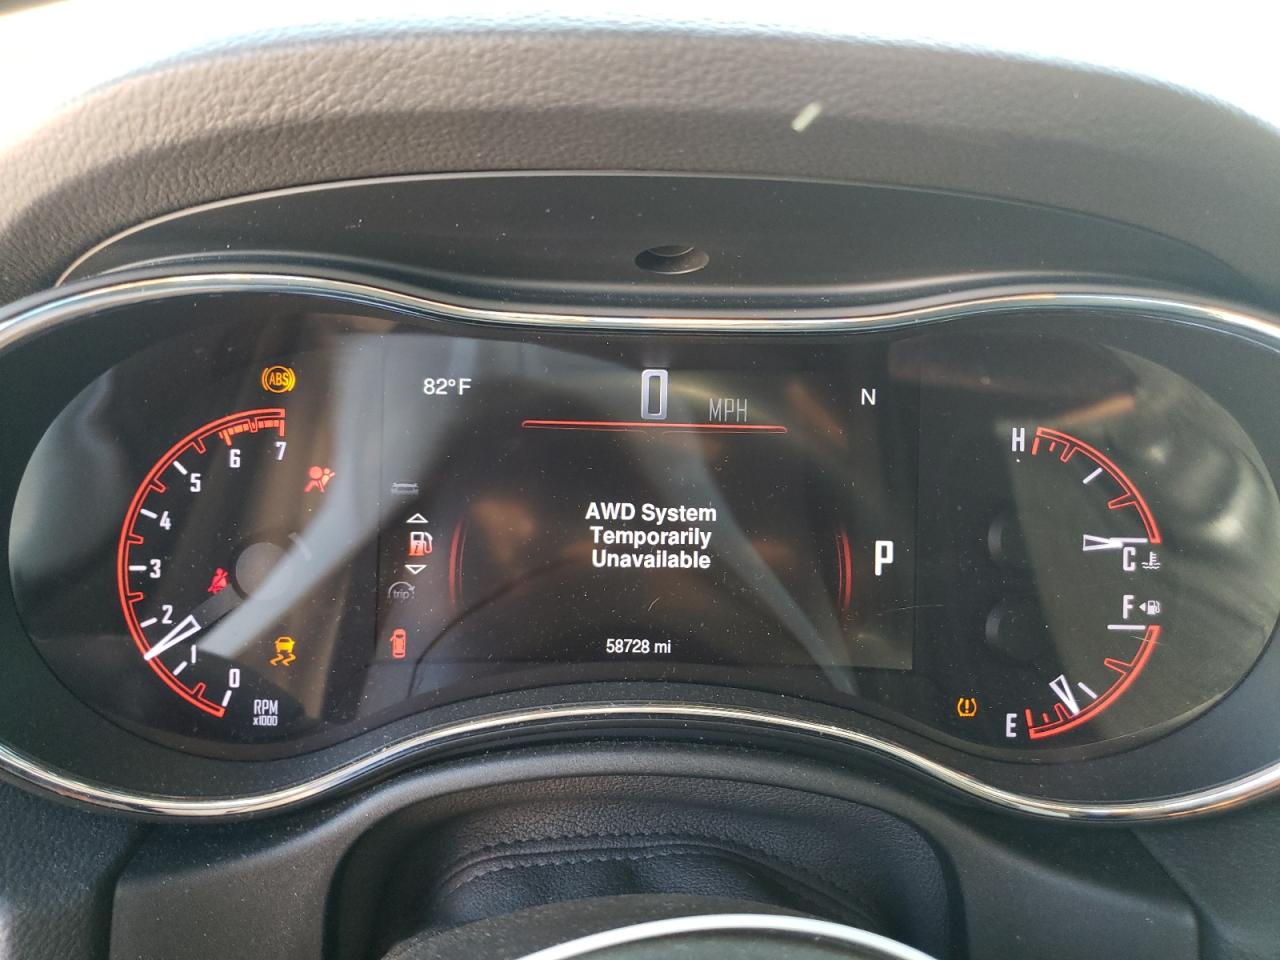 ABS
82°F
0 MPH
N
7
6
5
4
3
2
1
0
RPM
x1000
AWD System
Temporarily
Unavailable
trip
58728 mi
P
H
C
F
E